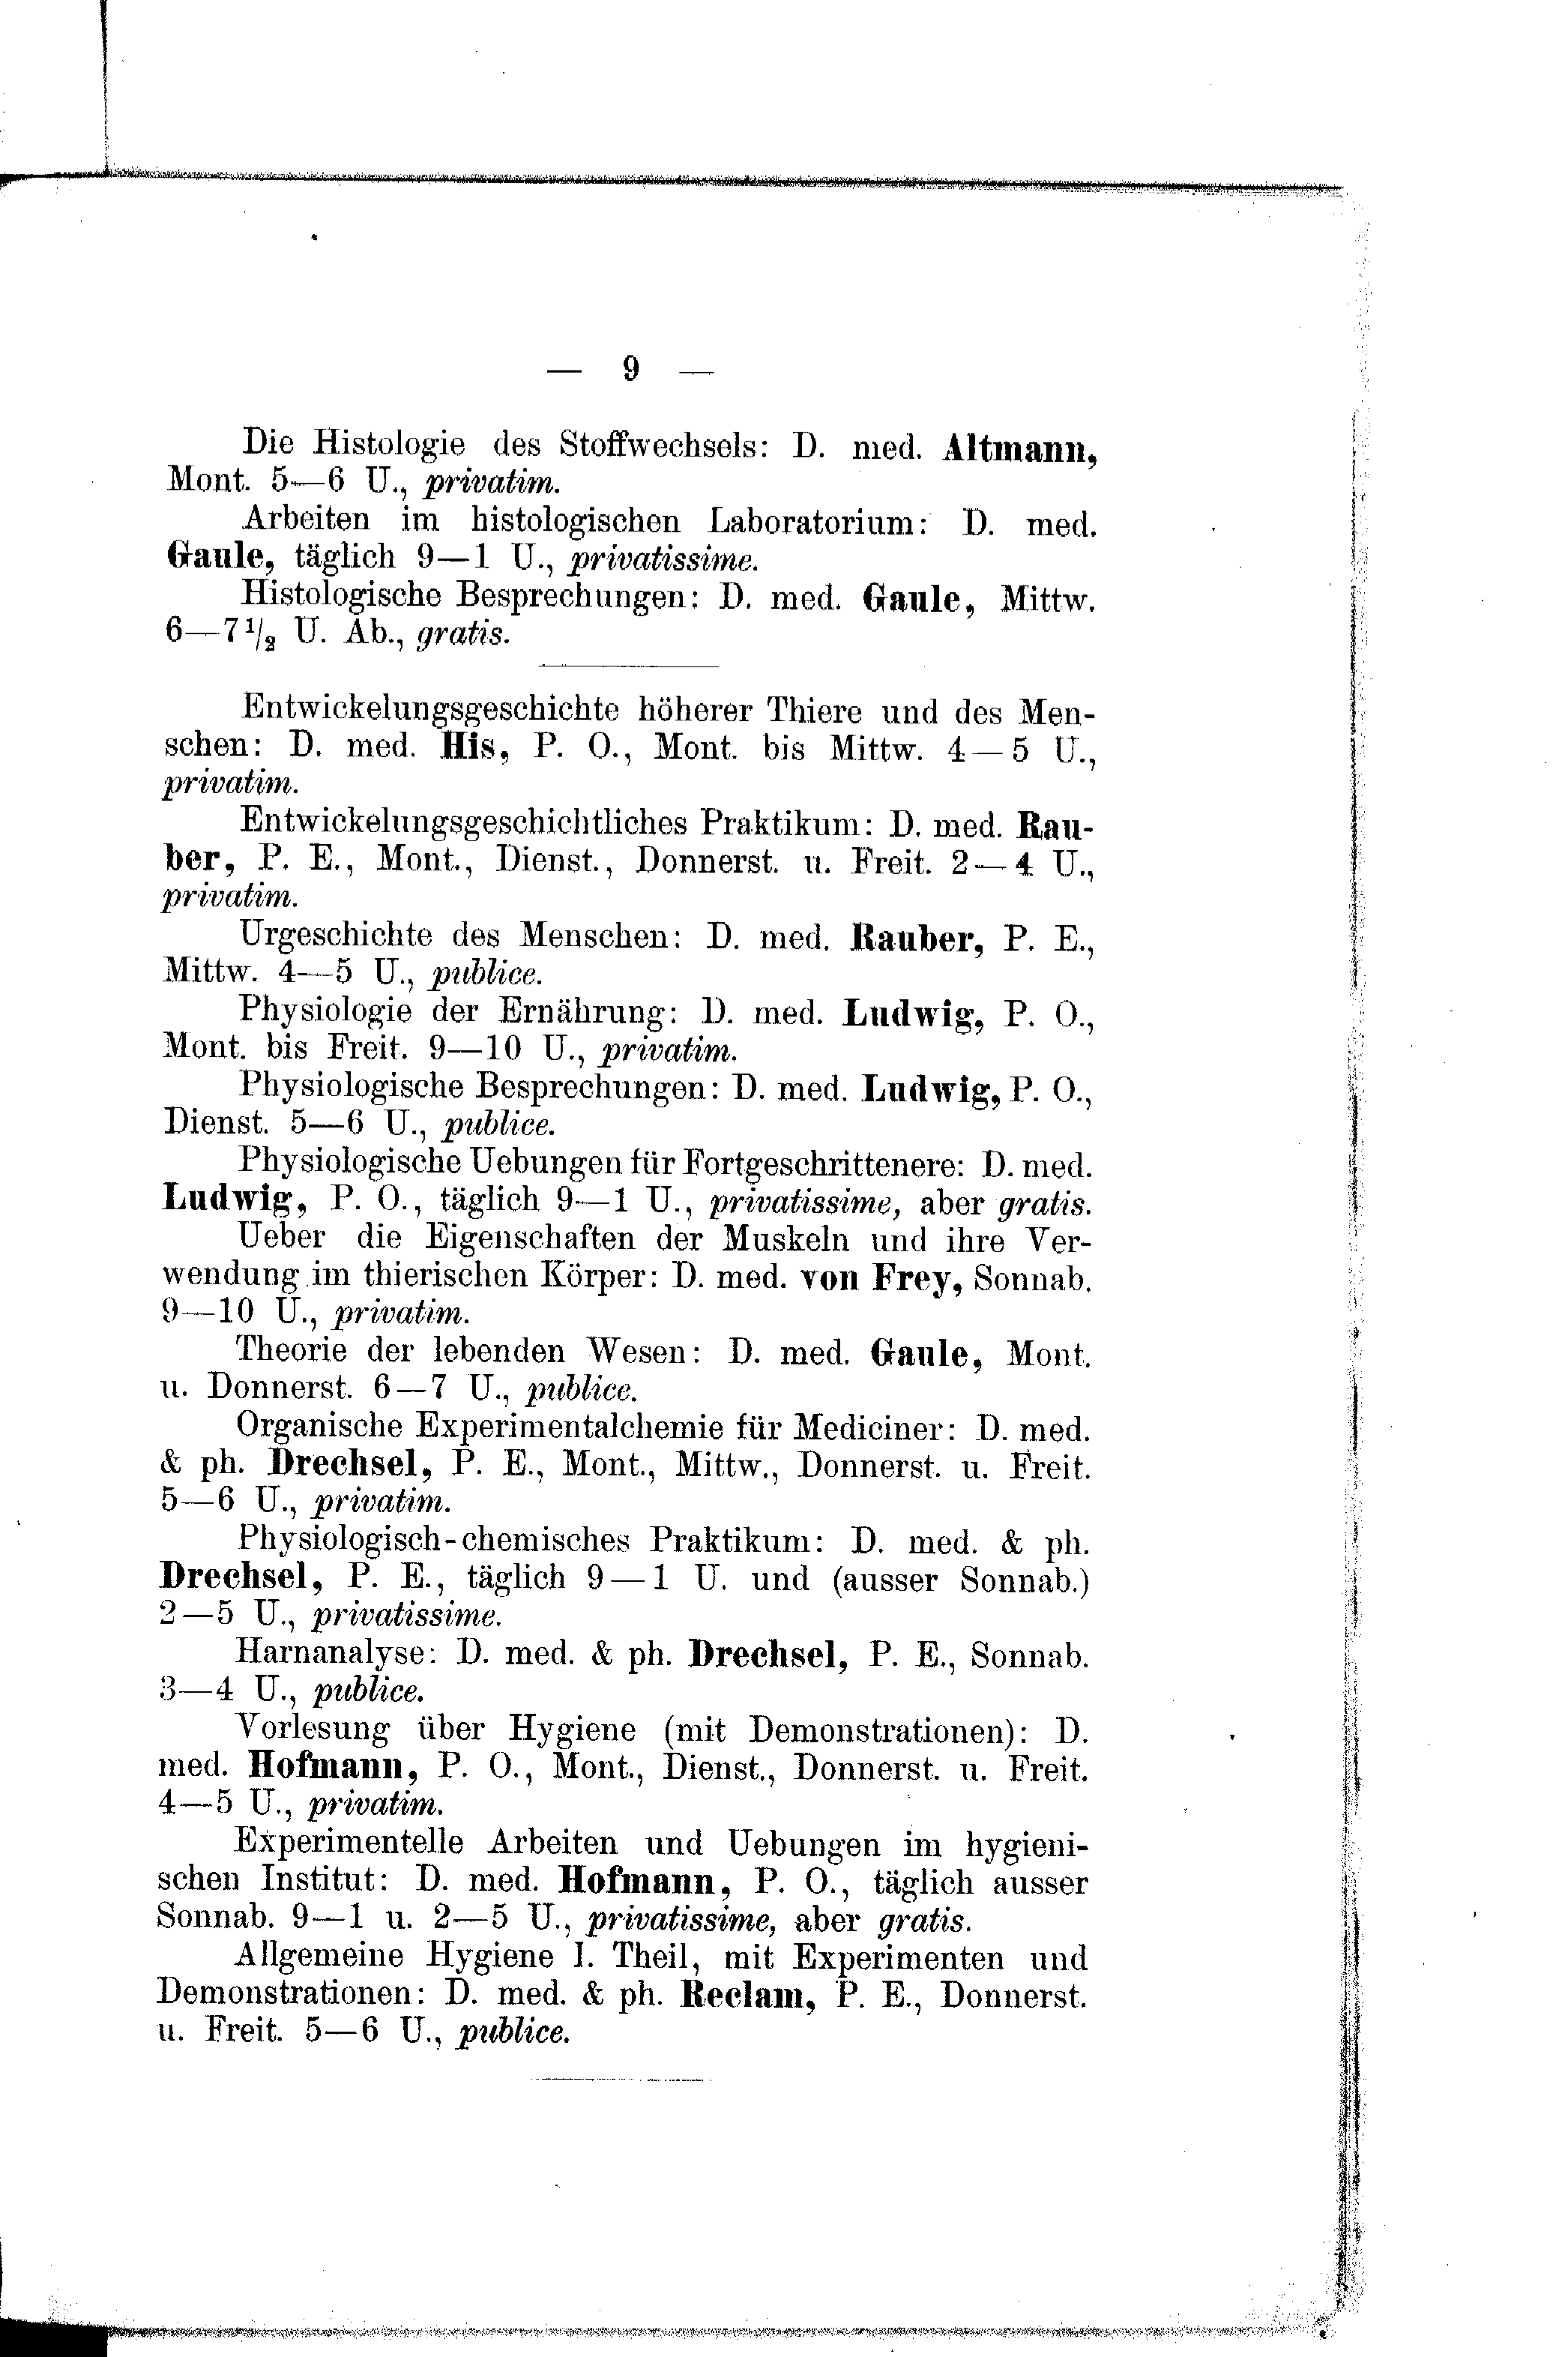 — 9 —
Die Histologie des Stoffwechsels: D. med. Altmann,
Mont. 5—6 U., privatim.
Arbeiten im histologischen Laboratorium: D. med.
Gaule, täglich 9—1 U., privatissime.
Histologische Besprechungen: D. med. Gaule, Mittw.
6—7 1/2 U. Ab., gratis.
Entwickelungsgeschichte höherer Thiere und des Men-
schen: D. med. His, P. O., Mont. bis Mittw. 4—5 U.,
privatim.
Entwickelungsgeschichtliches Praktikum: D. med. Rau-
ber, P. E., Mont., Dienst., Donnerst. u. Freit. 2—4 U.,
privatim.
Urgeschichte des Menschen: D. med. Rauber, P. E.,
Mittw. 4—5 U., publice.
Physiologie der Ernährung: D. med. Ludwig, P. O.,
Mont. bis Freit. 9—10 U., privatim.
Physiologische Besprechungen: D. med. Ludwig, P. O.,
Dienst. 5—6 U., publice.
Physiologische Uebungen für Fortgeschrittenere: D. med.
Ludwig, P. O., täglich 9—1 U., privatissime, aber gratis.
Ueber die Eigenschaften der Muskeln und ihre Ver-
wendung im thierischen Körper: D. med. von Frey, Sonnab.
9—10 U., privatim.
Theorie der lebenden Wesen: D. med. Gaule, Mont.
u. Donnerst. 6—7 U., publice.
Organische Experimentalchemie für Mediciner: D. med.
& ph. Drechsel, P. E., Mont., Mittw., Donnerst. u. Freit.
5—6 U., privatim.
Physiologisch-chemisches Praktikum: D. med. & ph.
Drechsel, P. E., täglich 9—1 U. und (ausser Sonnab.)
2—5 U., privatissime.
Harnanalyse: D. med. & ph. Drechsel, P. E., Sonnab.
3—4 U., publice.
Vorlesung über Hygiene (mit Demonstrationen): D.
med. Hofmann, P. O., Mont., Dienst., Donnerst. u. Freit.
4—5 U., privatim.
Experimentelle Arbeiten und Uebungen im hygieni-
schen Institut: D. med. Hofmann, P. O., täglich ausser
Sonnab. 9—1 u. 2—5 U., privatissime, aber gratis.
Allgemeine Hygiene I. Theil, mit Experimenten und
Demonstrationen: D. med. & ph. Reclam, P. E., Donnerst.
u. Freit. 5—6 U., publice.